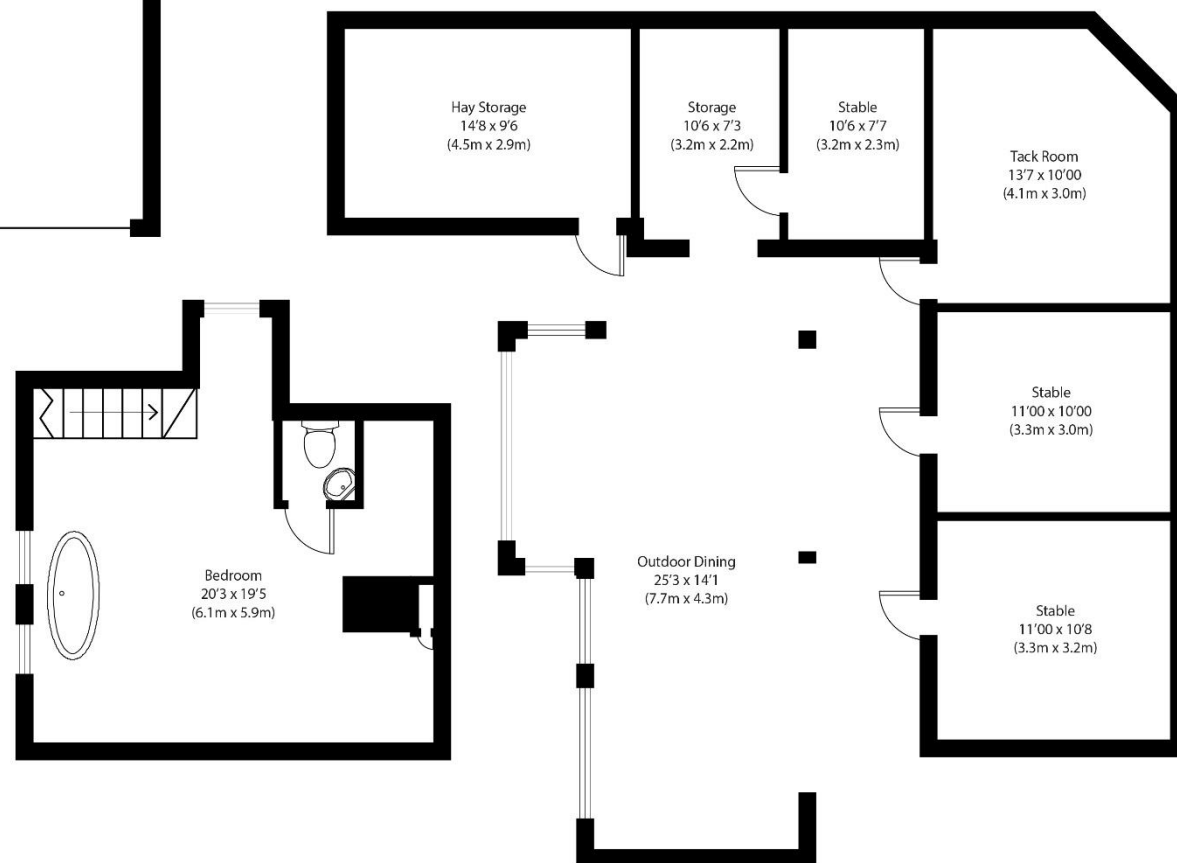 Hay Storage
14'8 x 9'6
(4.5m x 2.9m)
Storage
10'6 x 7'3
(3.2m x 2.2m)
Stable
10'6 x 7'7
(3.2m x 2.3m)
Tack Room
13'7 x 10'00
(4.1m x 3.0m)
Stable
11'00 x 10'00
(3.3m x 3.0m)
Outdoor Dining
25'3 x 14'1
(7.7m x 4.3m)
Bedroom
20'3 x 19'5
(6.1m x 5.9m)
Stable
11'00 x 10'8
(3.3m x 3.2m)